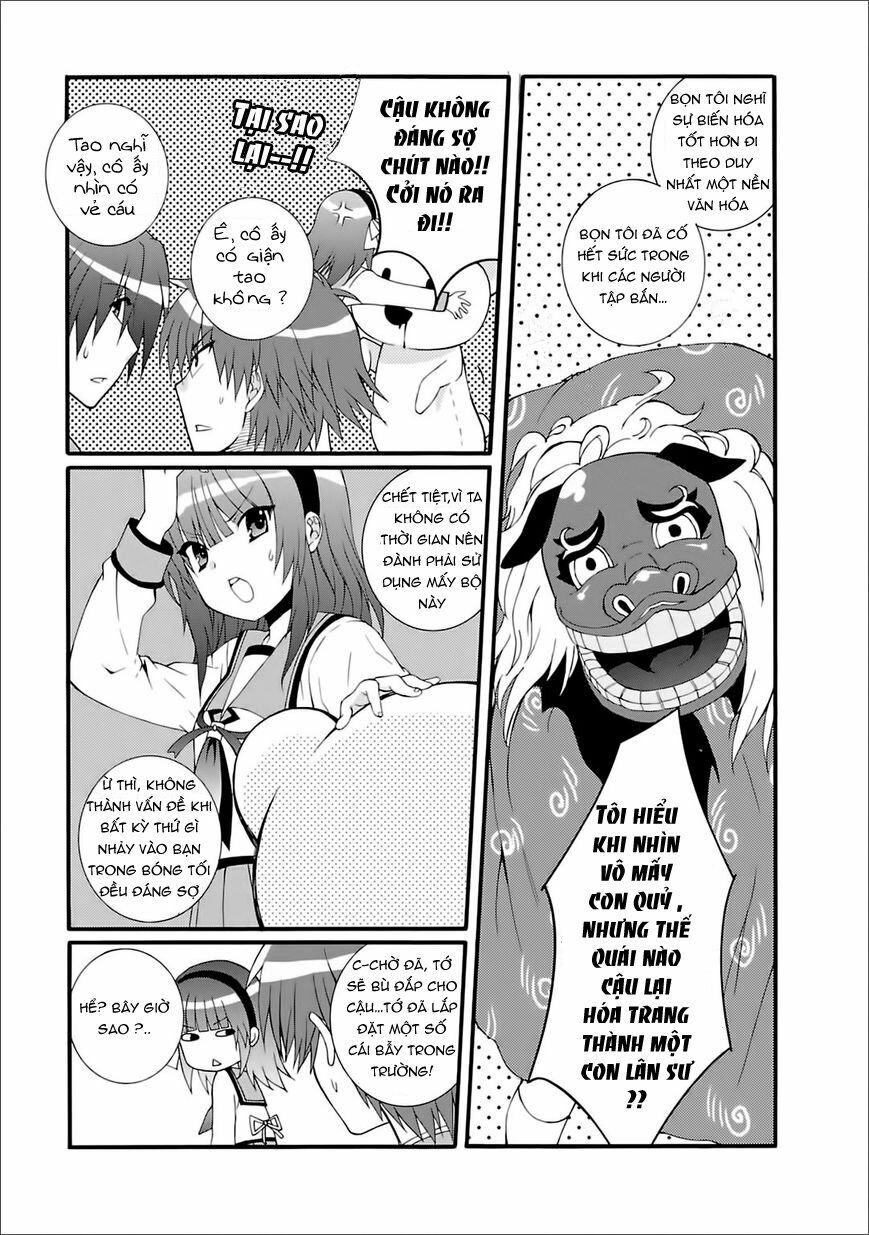 BỌN TÔI NGHĨ
SỰ BIẾN HÓA
TỐT HƠN ĐI
THEO DUY
NHẤT MỘT NỀN
VĂN HÓA
BỌN TÔI ĐÃ CỐ
HẾT SỨC TRONG
KHI CÁC NGƯỜI
TẬP BẮN...
TÔI HIỂU
KHI NHÌN
VÔ MẤY
CON QUỶ,
NHƯNG THẾ
QUÁI NÀO
CẬU LẠI
HÓA TRANG
THÀNH MỘT
CON LÂN SƯ
??
CẬU KHÔNG
ĐÁNG SỢ
CHÚT NÀO!!
CỞI NÓ RA
ĐI!!
TẠI SAO
LẠI---!!
Ê, cô ấy
có giận
tao
không ?
Tao nghĩ
vậy, cô ấy
nhìn có
vẻ cáu
CHẾT TIỆT,VÌ TA
KHÔNG CÓ
THỜI GIAN NÊN
ĐÀNH PHẢI SỬ
DỤNG MẤY BỘ
NÀY
Ừ THÌ, KHÔNG
THÀNH VẤN ĐỀ KHI
BẤT KỲ THỨ GÌ
NHẢY VÀO BẠN
TRONG BÓNG TỐI
ĐỀU ĐÁNG SỢ
C-CHỜ ĐÃ, TỚ
SẼ BÙ ĐẮP CHO
CẬU...TỚ ĐÃ LẮP
ĐẶT MỘT SỐ
CÁI BẪY TRONG
TRƯỜNG!
HỂ? BÂY GIỜ
SAO ?..